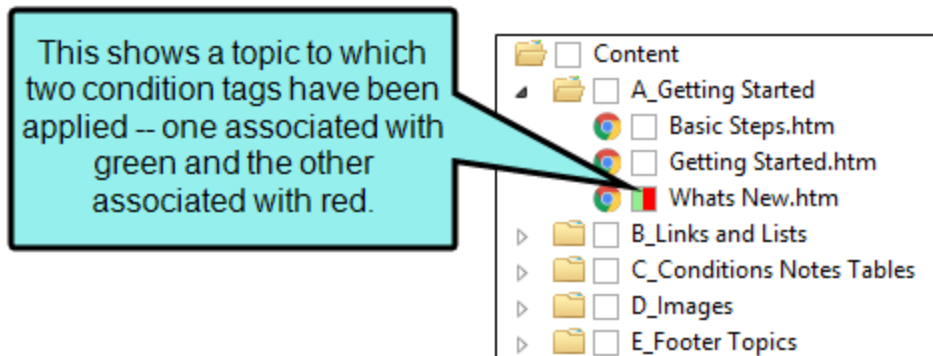 This shows a topic to which
two condition tags have been
applied -- one associated with
green and the other
associated with red.
Content
A_Getting Started
Basic Steps.htm
Getting Started.htm
Whats New.htm
B_Links and Lists
C_Conditions Notes Tables
D_Images
E_Footer Topics